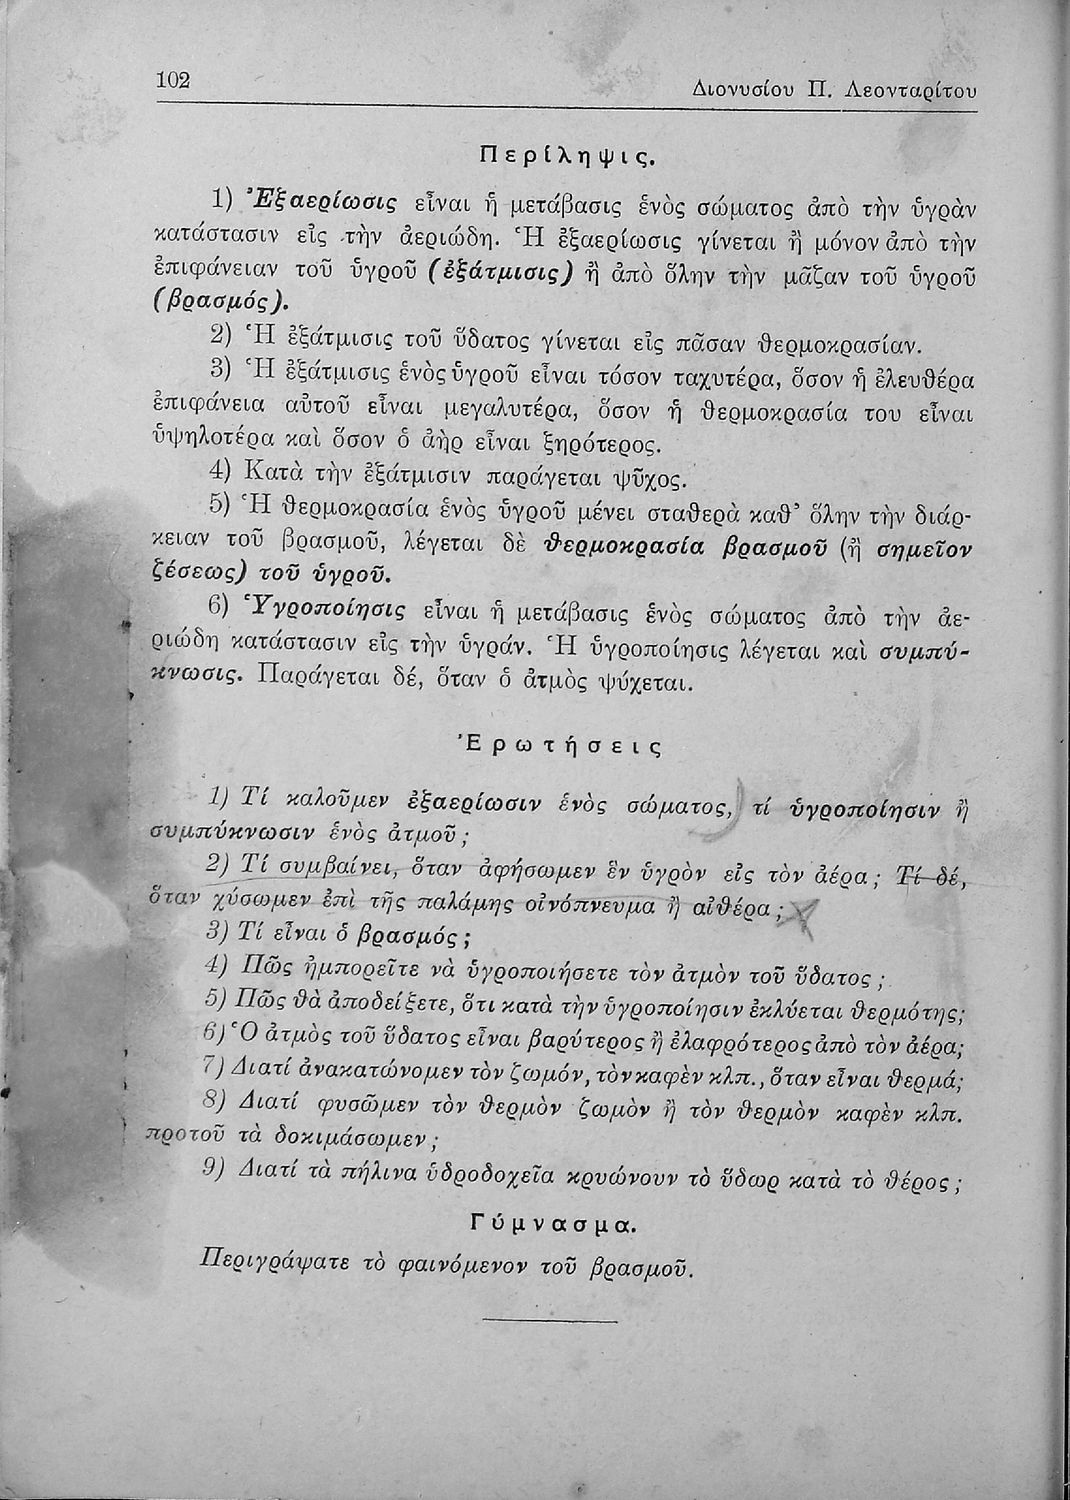 102
Διονυσίου Π. Λεονταρίτου
Περίληψις.
1) Ἐξαερίωσις εἶναι ἡ μετάβασις ἑνὸς σώματος ἀπὸ τὴν ὑγρὰν
κατάστασιν εἰς τὴν ἀεριώδη. Ἡ ἐξαερίωσις γίνεται ἢ μόνον ἀπὸ τὴν
ἐπιφάνειαν τοῦ ὑγροῦ (ἐξάτμισις) ἢ ἀπὸ ὅλην τὴν μᾶζαν τοῦ ὑγροῦ
(βρασμός).
2) Ἡ ἐξάτμισις τοῦ ὕδατος γίνεται εἰς πᾶσαν θερμοκρασίαν.
3) Ἡ ἐξάτμισις ἑνὸς ὑγροῦ εἶναι τόσον ταχυτέρα, ὅσον ἡ ἐλευθέρα
ἐπιφάνεια αὐτοῦ εἶναι μεγαλυτέρα, ὅσον ἡ θερμοκρασία του εἶναι
ὑψηλοτέρα καὶ ὅσον ὁ ἀὴρ εἶναι ξηρότερος.
4) Κατὰ τὴν ἐξάτμισιν παράγεται ψῦχος.
5) Ἡ θερμοκρασία ἑνὸς ὑγροῦ μένει σταθερὰ καθ' ὅλην τὴν διάρ-
κειαν τοῦ βρασμοῦ, λέγεται δὲ θερμοκρασία βρασμοῦ (ἢ σημεῖον
ζέσεως) τοῦ ὑγροῦ.
6) Ὑγροποίησις εἶναι ἡ μετάβασις ἑνὸς σώματος ἀπὸ τὴν ἀε-
ριώδη κατάστασιν εἰς τὴν ὑγράν. Ἡ ὑγροποίησις λέγεται καὶ συμπύ-
κνωσις. Παράγεται δέ, ὅταν ὁ ἀτμὸς ψύχεται.
Ἐρωτήσεις
1) Τί καλοῦμεν ἐξαερίωσιν ἑνὸς σώματος, τί ὑγροποίησιν ἢ
συμπύκνωσιν ἑνὸς ἀτμοῦ;
2) Τί συμβαίνει, ὅταν ἀφήσωμεν ἓν ὑγρὸν εἰς τὸν ἀέρα; Τί δέ,
ὅταν χύσωμεν ἐπὶ τῆς παλάμης οἰνόπνευμα ἢ αἰθέρα;
3) Τί εἶναι ὁ βρασμός;
4) Πῶς ἠμπορεῖτε νὰ ὑγροποιήσετε τὸν ἀτμὸν τοῦ ὕδατος;
5) Πῶς θὰ ἀποδείξετε, ὅτι κατὰ τὴν ὑγροποίησιν ἐκλύεται θερμότης;
6) Ὁ ἀτμὸς τοῦ ὕδατος εἶναι βαρύτερος ἢ ἐλαφρότερος ἀπὸ τὸν ἀέρα;
7) Διατί ἀνακατώνομεν τὸν ζωμόν, τὸν καφὲν κλπ., ὅταν εἶναι θερμά;
8) Διατί φυσῶμεν τὸν θερμὸν ζωμὸν ἢ τὸν θερμὸν καφὲν κλπ.
προτοῦ τὰ δοκιμάσωμεν;
9) Διατί τὰ πήλινα ὑδροδοχεῖα κρυώνουν τὸ ὕδωρ κατὰ τὸ θέρος;
Γύμνασμα.
Περιγράψατε τὸ φαινόμενον τοῦ βρασμοῦ.